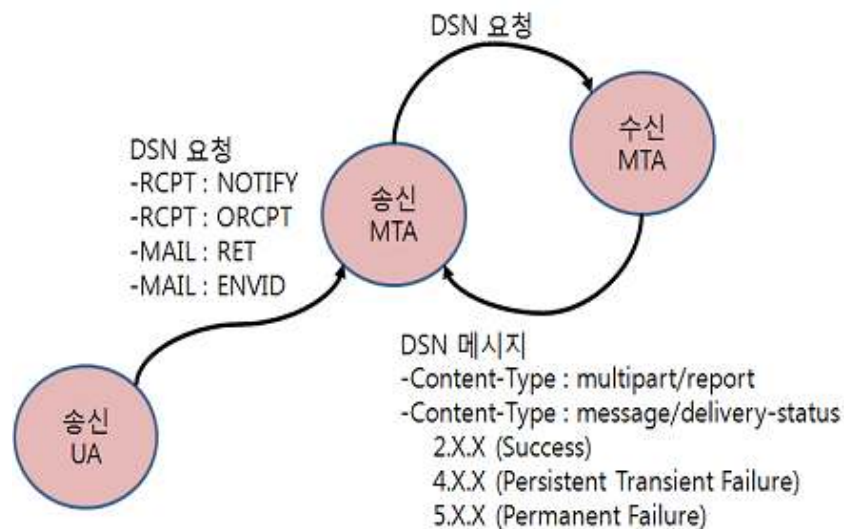 DSN 요청
수신
MTA
DSN 요청
-RCPT : NOTIFY
-RCPT : ORCPT
-MAIL : RET
-MAIL : ENVID
송신
MTA
DSN 메시지
-Content-Type : multipart/report
-Content-Type : message/delivery-status
2.X.X (Success)
4.X.X (Persistent Transient Failure)
5.X.X (Permanent Failure)
송신
UA